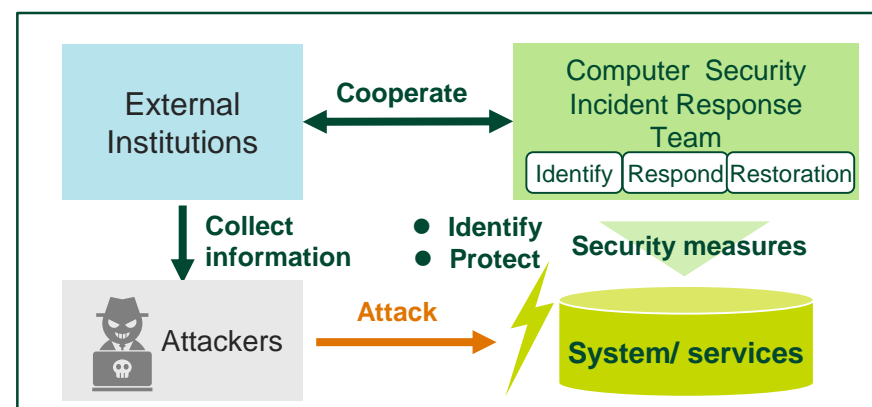 External
Institutions
Cooperate
Computer Security
Incident Response
Team
Identify
Respond
Restoration
Collect
information
● Identify
● Protect
Security measures
Attackers
Attack
System/ services